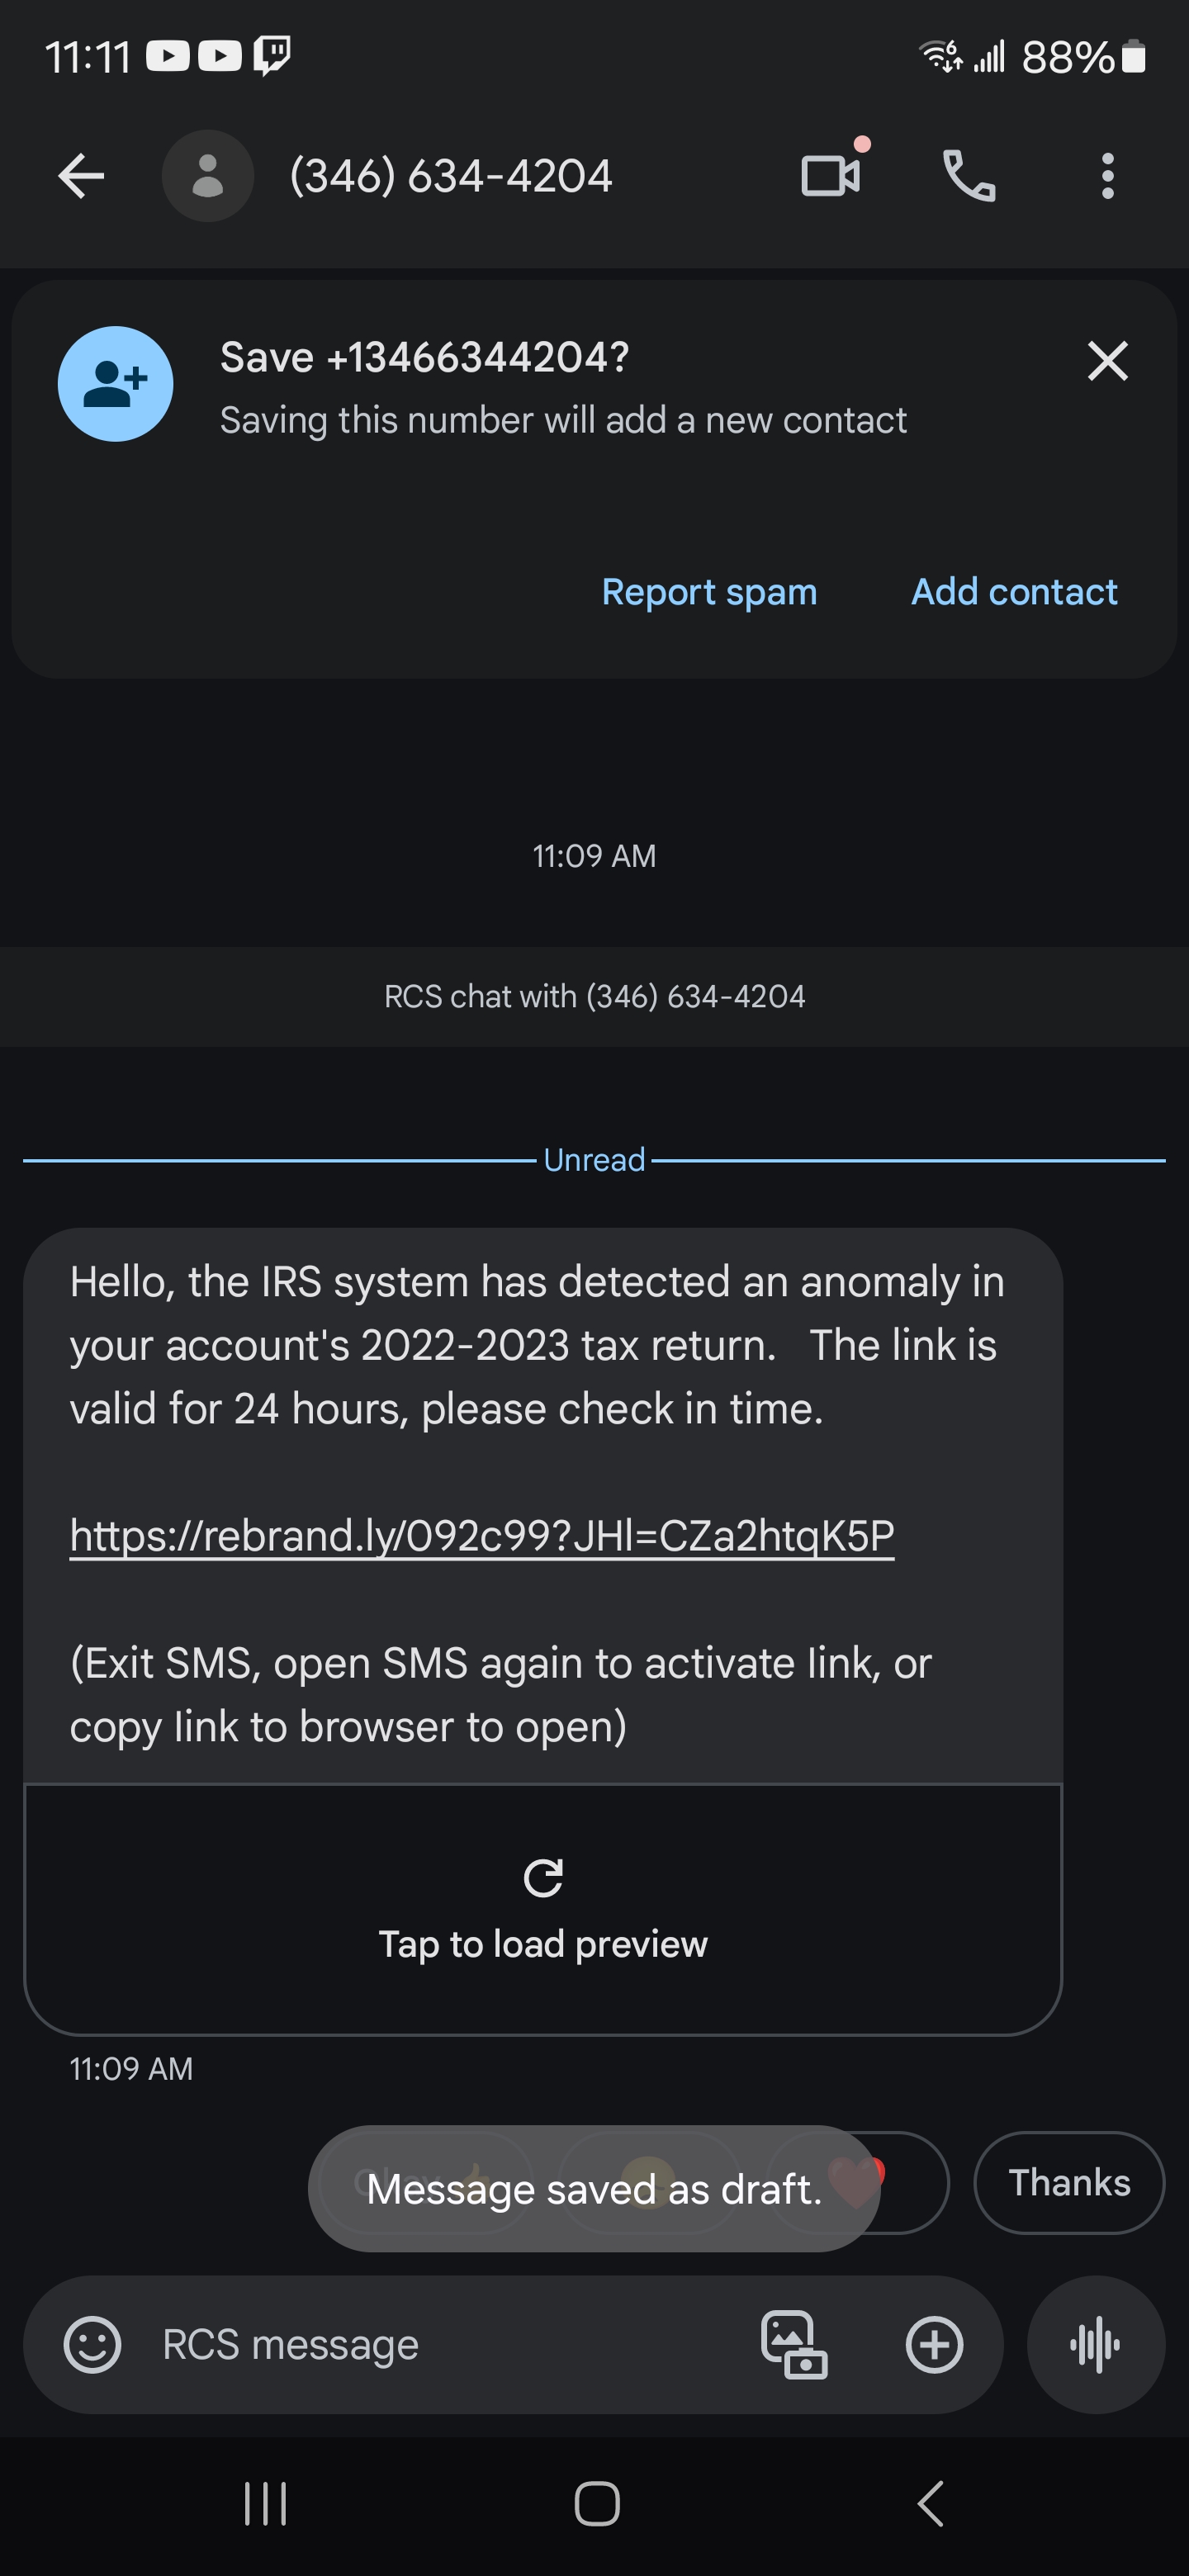 11:11
6
88%
(346) 634-4204
Save +13466344204?
Saving this number will add a new contact
Report spam
Add contact
11:09 AM
RCS chat with (346) 634-4204
Unread
Hello, the IRS system has detected an anomaly in
your account's 2022-2023 tax return.   The link is
valid for 24 hours, please check in time.
https://rebrand.ly/092c99?JHl=CZa2htqK5P
(Exit SMS, open SMS again to activate link, or
copy link to browser to open)
Tap to load preview
11:09 AM
Message saved as draft.
Thanks
RCS message